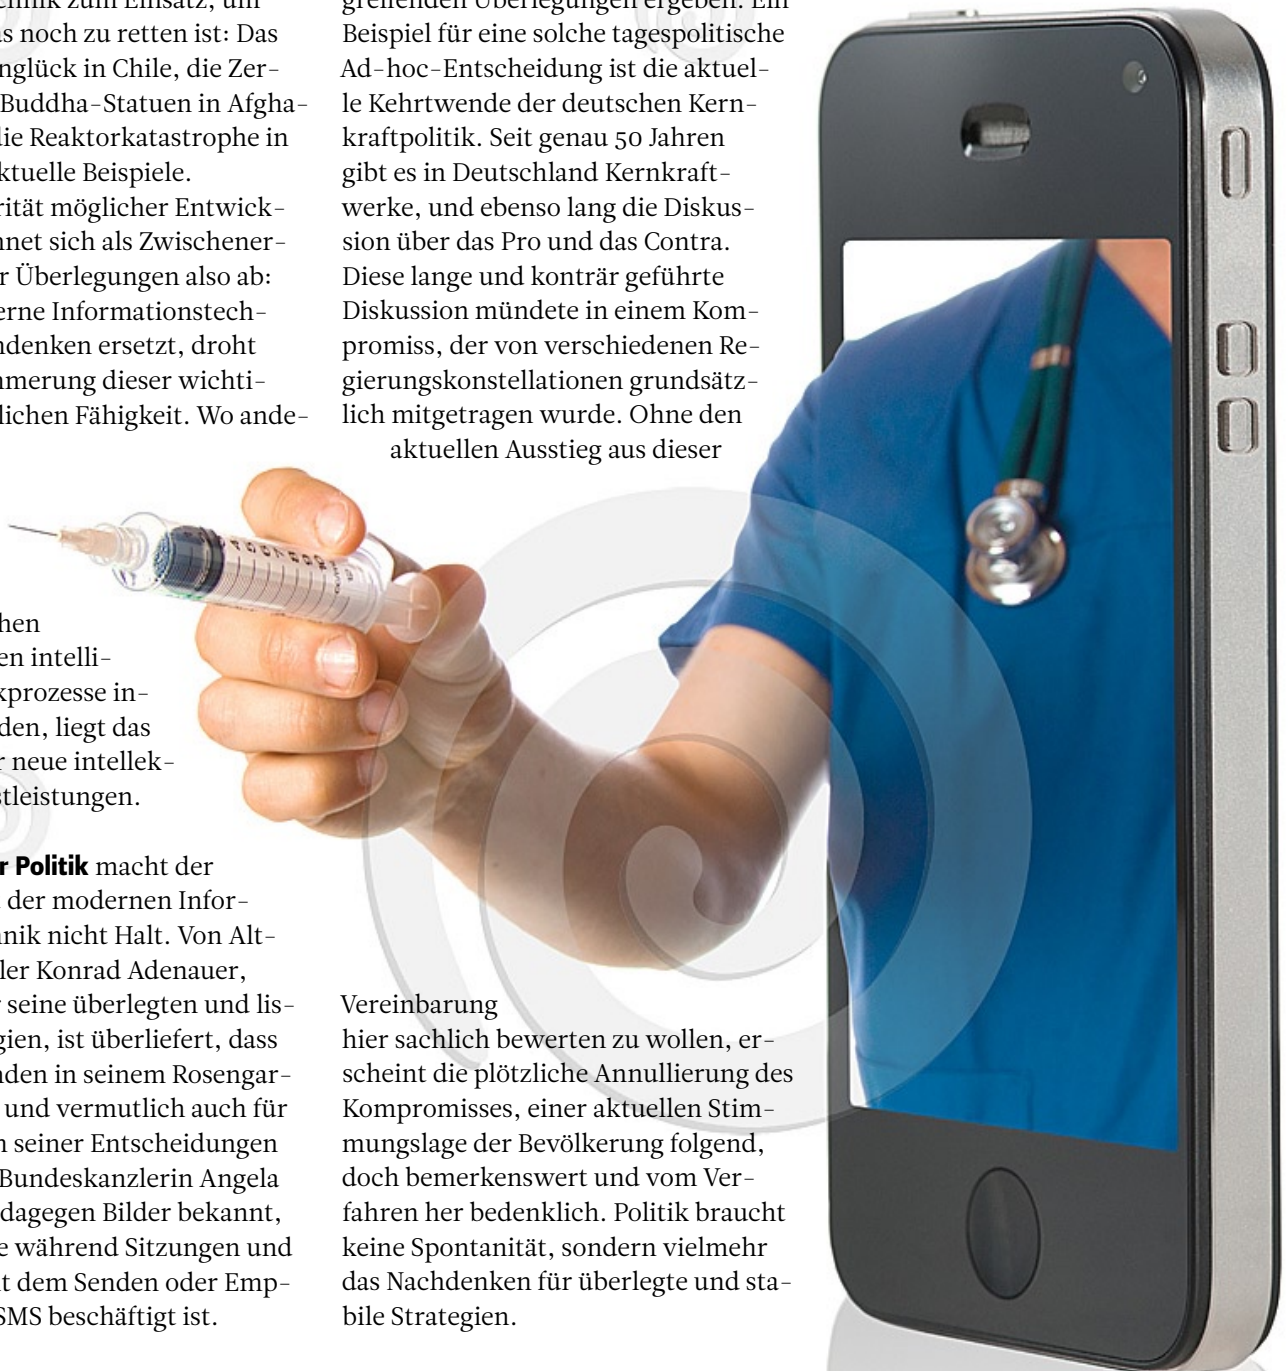 zum Einsatz, um
as noch zu retten ist: Das
nglück in Chile, die Zer-
Buddha-Statuen in Afgha-
die Reaktorkatastrophe in
ktuelle Beispiele.
rität möglicher Entwick-
hnet sich als Zwischener-
r Überlegungen also ab:
erne Informationstech-
hdenken ersetzt, droht
mmerung dieser wichti-
lichen Fähigkeit. Wo ande-
hen
en intelli-
kprozesse in-
den, liegt das
r neue intellek-
stleistungen.
r Politik macht der
der modernen Infor-
nik nicht Halt. Von Alt-
ler Konrad Adenauer,
r seine überlegten und lis-
gien, ist überliefert, dass
nden in seinem Rosengar-
und vermutlich auch für
n seiner Entscheidungen
Bundeskanzlerin Angela
dagegen Bilder bekannt,
e während Sitzungen und
it dem Senden oder Emp-
SMS beschäftigt ist.
greifenden Überlegungen ergeben. Ein
Beispiel für eine solche tagespolitische
Ad-hoc-Entscheidung ist die aktuel-
le Kehrtwende der deutschen Kern-
kraftpolitik. Seit genau 50 Jahren
gibt es in Deutschland Kernkraft-
werke, und ebenso lang die Diskus-
sion über das Pro und das Contra.
Diese lange und konträr geführte
Diskussion mündete in einem Kom-
promiss, der von verschiedenen Re-
gierungskonstellationen grundsätz-
lich mitgetragen wurde. Ohne den
aktuellen Ausstieg aus dieser
Vereinbarung
hier sachlich bewerten zu wollen, er-
scheint die plötzliche Annullierung des
Kompromisses, einer aktuellen Stim-
mungslage der Bevölkerung folgend,
doch bemerkenswert und vom Ver-
fahren her bedenklich. Politik braucht
keine Spontanität, sondern vielmehr
das Nachdenken für überlegte und sta-
bile Strategien.